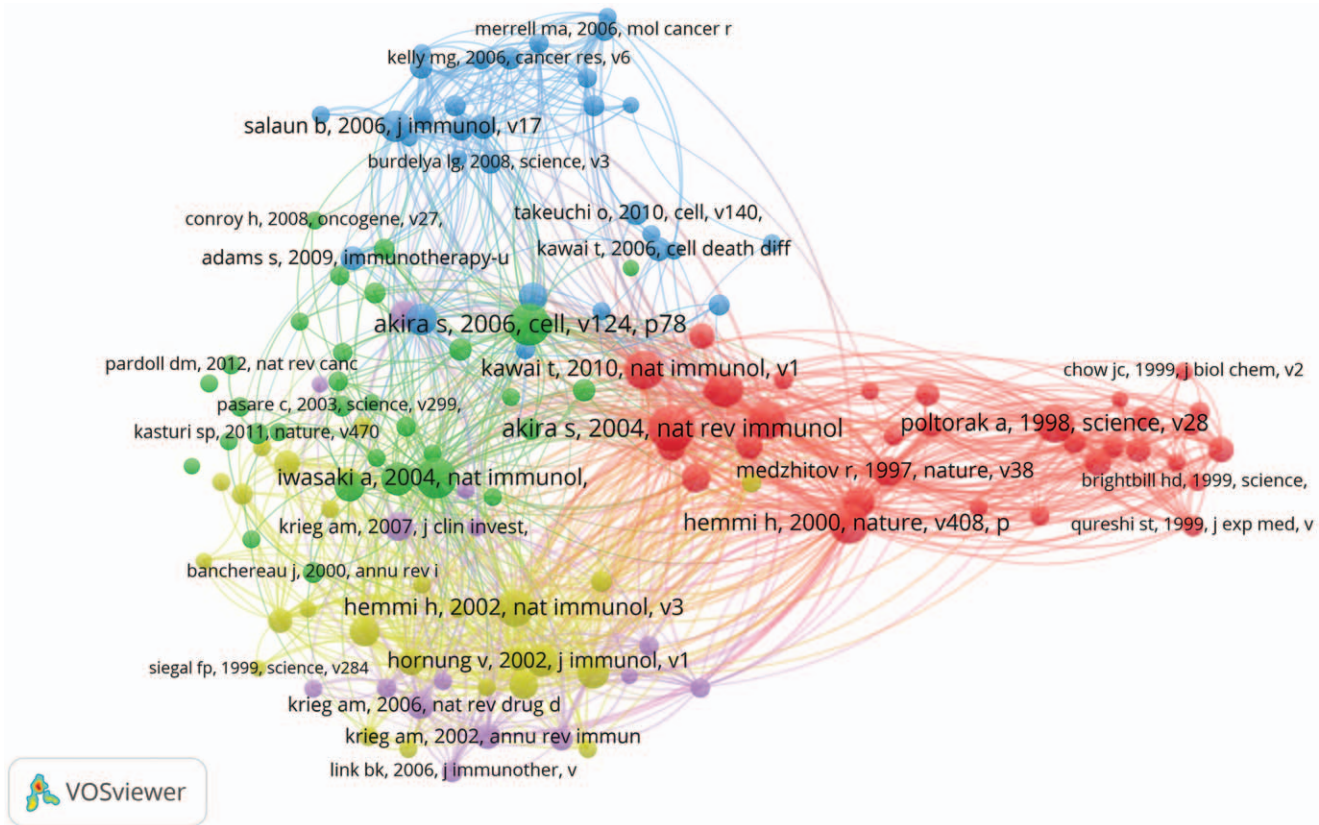 merrell ma, 2006, mol cancer r
kelly mg, 2006, cancer res, v6
salaun b, 2006, j immunol, v17
burdelya lg, 2008, science, v3
conroy h, 2008, oncogene, v27,
takeuchi o, 2010, cell, v140,
kawai t, 2006, cell death diff
adams s, 2009, immunotherapy-u
akira s, 2006, cell, v124, p78
pardoll dm, 2012, nat rev canc
kawai t, 2010, nat immunol, v1
chow jc, 1999, j biol chem, v2
pasare c, 2003, science, v299,
kasturi sp, 2011, nature, v470
akira s, 2004, nat rev immunol
poltorak a, 1998, science, v28
iwasaki a, 2004, nat immunol,
medzhitov r, 1997, nature, v38
brightbill hd, 1999, science,
krieg am, 2007, j clin invest,
hemmi h, 2000, nature, v408, p
qureshi st, 1999, j exp med, v
banchereau j, 2000, annu rev i
hemmi h, 2002, nat immunol, v3
siegal fp, 1999, science, v284
hornung v, 2002, j immunol, v1
krieg am, 2006, nat rev drug d
krieg am, 2002, annu rev immun
link bk, 2006, j immunother, v
VOSviewer